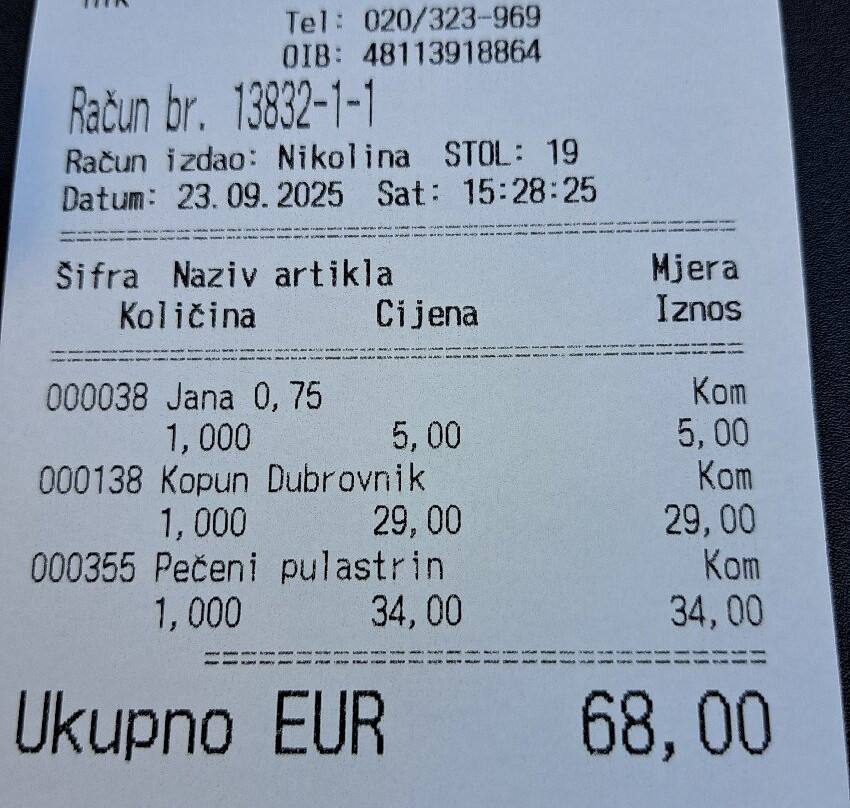 Tel: 020/323-969
OIB: 48113918864
Račun br. 13832-1-1
Račun izdao: Nikolina STOL: 19
Datum: 23.09.2025 Sat: 15:28:25
Šifra Naziv artikla Mjera
Količina Cijena Iznos
000038 Jana 0,75 Kom
1,000 5,00 5,00
000138 Kopun Dubrovnik Kom
1,000 29,00 29,00
000355 Pečeni pulastrin Kom
1,000 34,00 34,00
Ukupno EUR 68,00